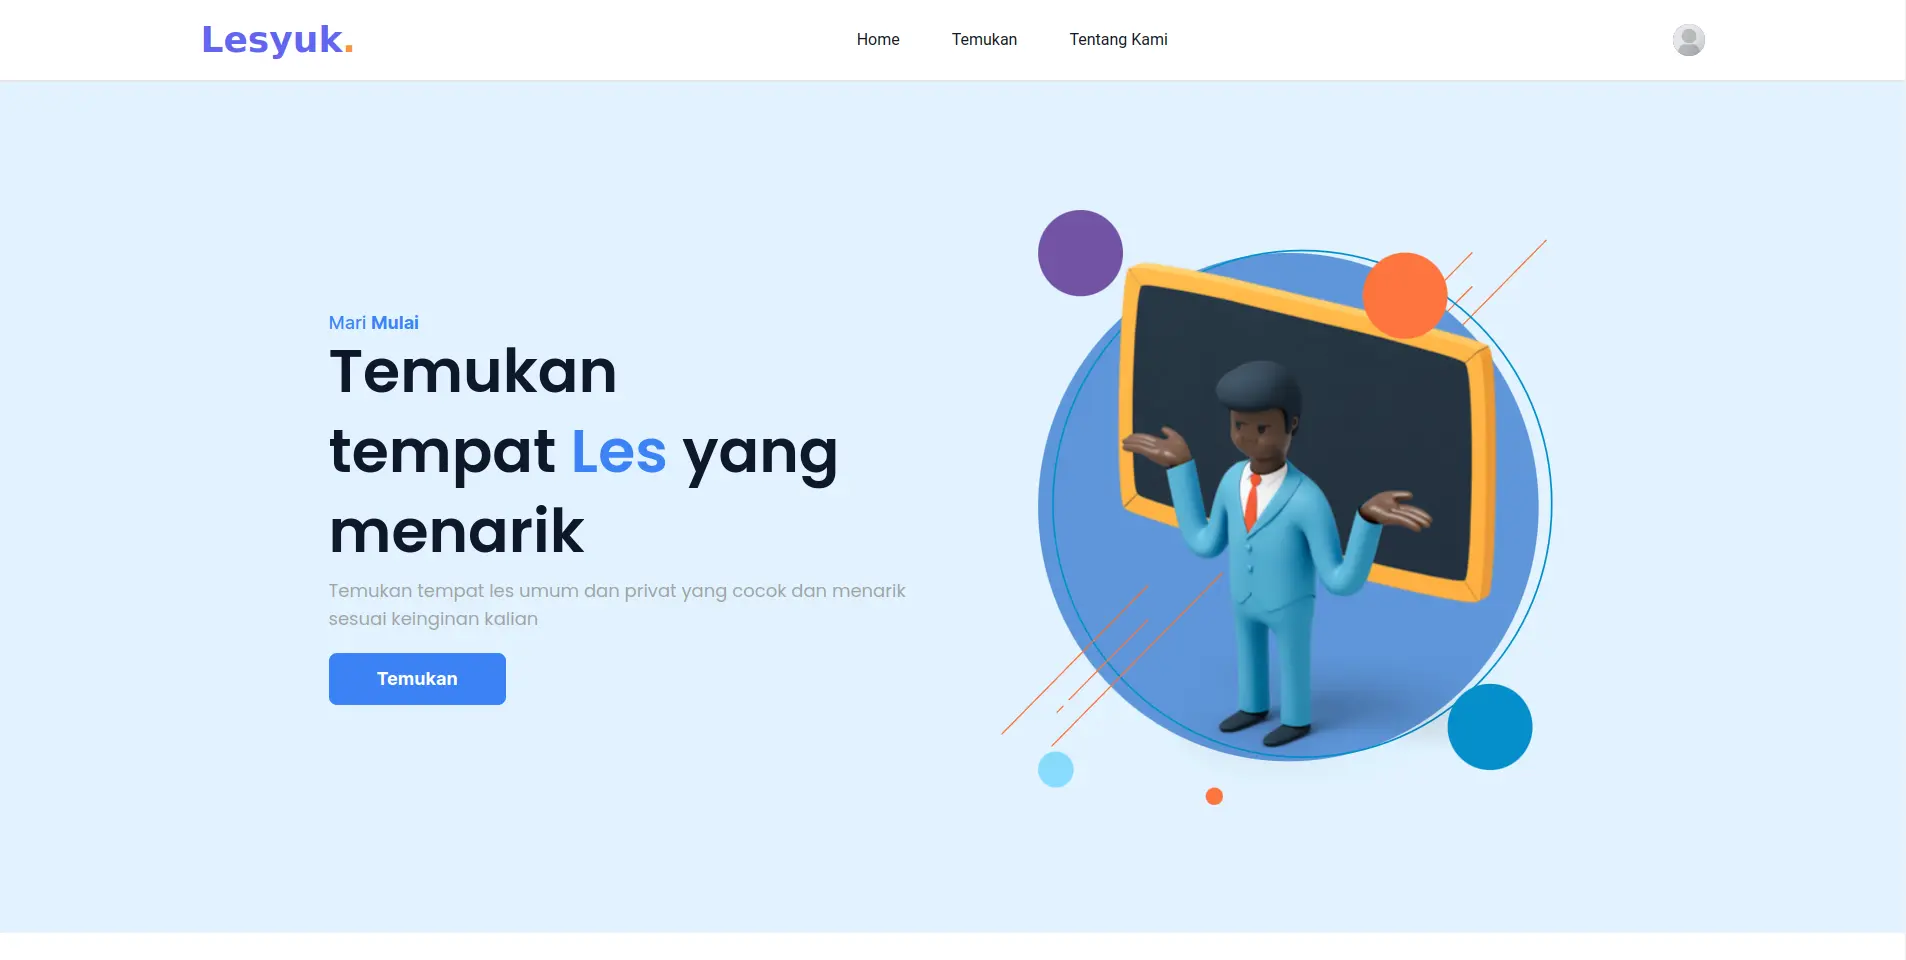 Lesyuk.
Home
Temukan
Tentang Kami
Mari Mulai
Temukan
tempat Les yang
menarik
Temukan tempat les umum dan privat yang cocok dan menarik
sesuai keinginan kalian
Temukan